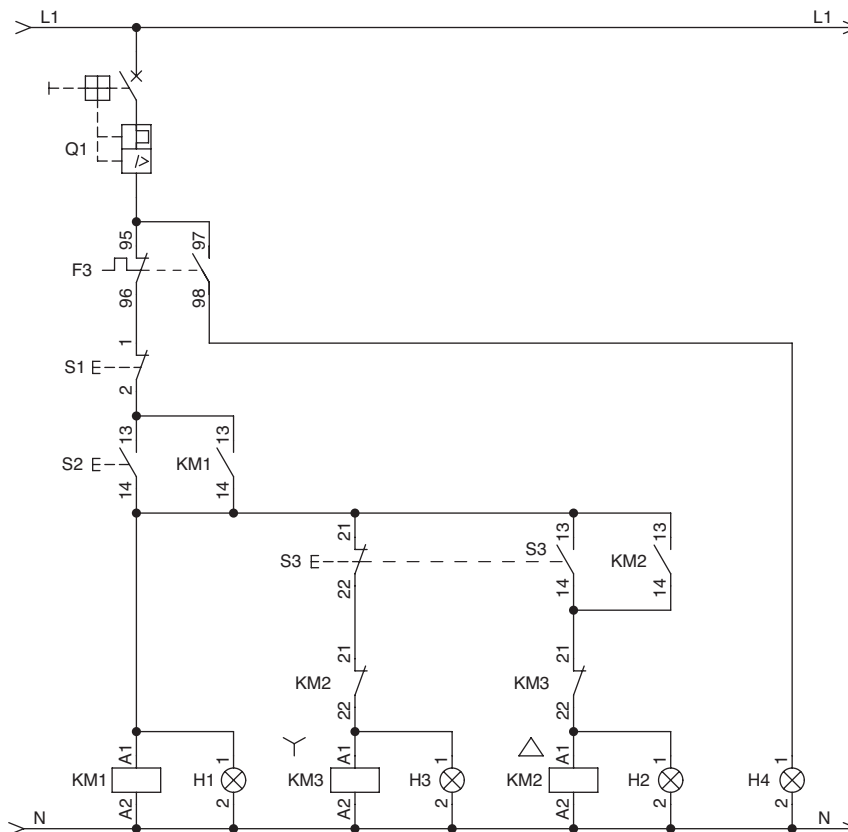 L1 L1
Q1
95 97
F3
96 98
1
S1
2
13 13
S2 KM1
14 14
21 13 13
S3 S3 KM2
22 14 14
21 21
KM2 KM3
22 22
A1 1 A1 1 A1 1 1
KM1 H1 KM3 H3 KM2 H2 H4
A2 2 A2 2 A2 2 2
N N